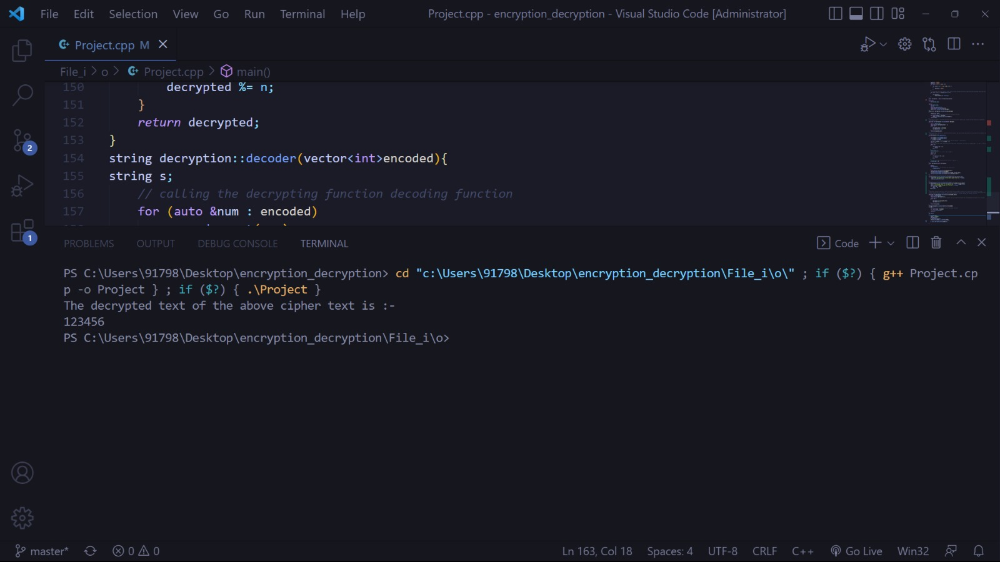 File Edit Selection View Go Run Terminal Help Project.cpp - encryption_decryption - Visual Studio Code [Administrator]
Project.cpp M
File_i > o > Project.cpp > main()
150 decrypted %= n;
151 }
152 return decrypted;
153 }
154 string decryption::decoder(vector<int>encoded){
155 string s;
156 // calling the decrypting function decoding function
157 for (auto &num : encoded)
2
1
PROBLEMS OUTPUT DEBUG CONSOLE TERMINAL Code
PS C:\Users\91798\Desktop\encryption_decryption> cd "c:\Users\91798\Desktop\encryption_decryption\File_i\o\" ; if ($?) { g++ Project.cp
p -o Project } ; if ($?) { .\Project }
The decrypted text of the above cipher text is :-
123456
PS C:\Users\91798\Desktop\encryption_decryption\File_i\o>
master* 0 0 Ln 163, Col 18 Spaces: 4 UTF-8 CRLF C++ Go Live Win32